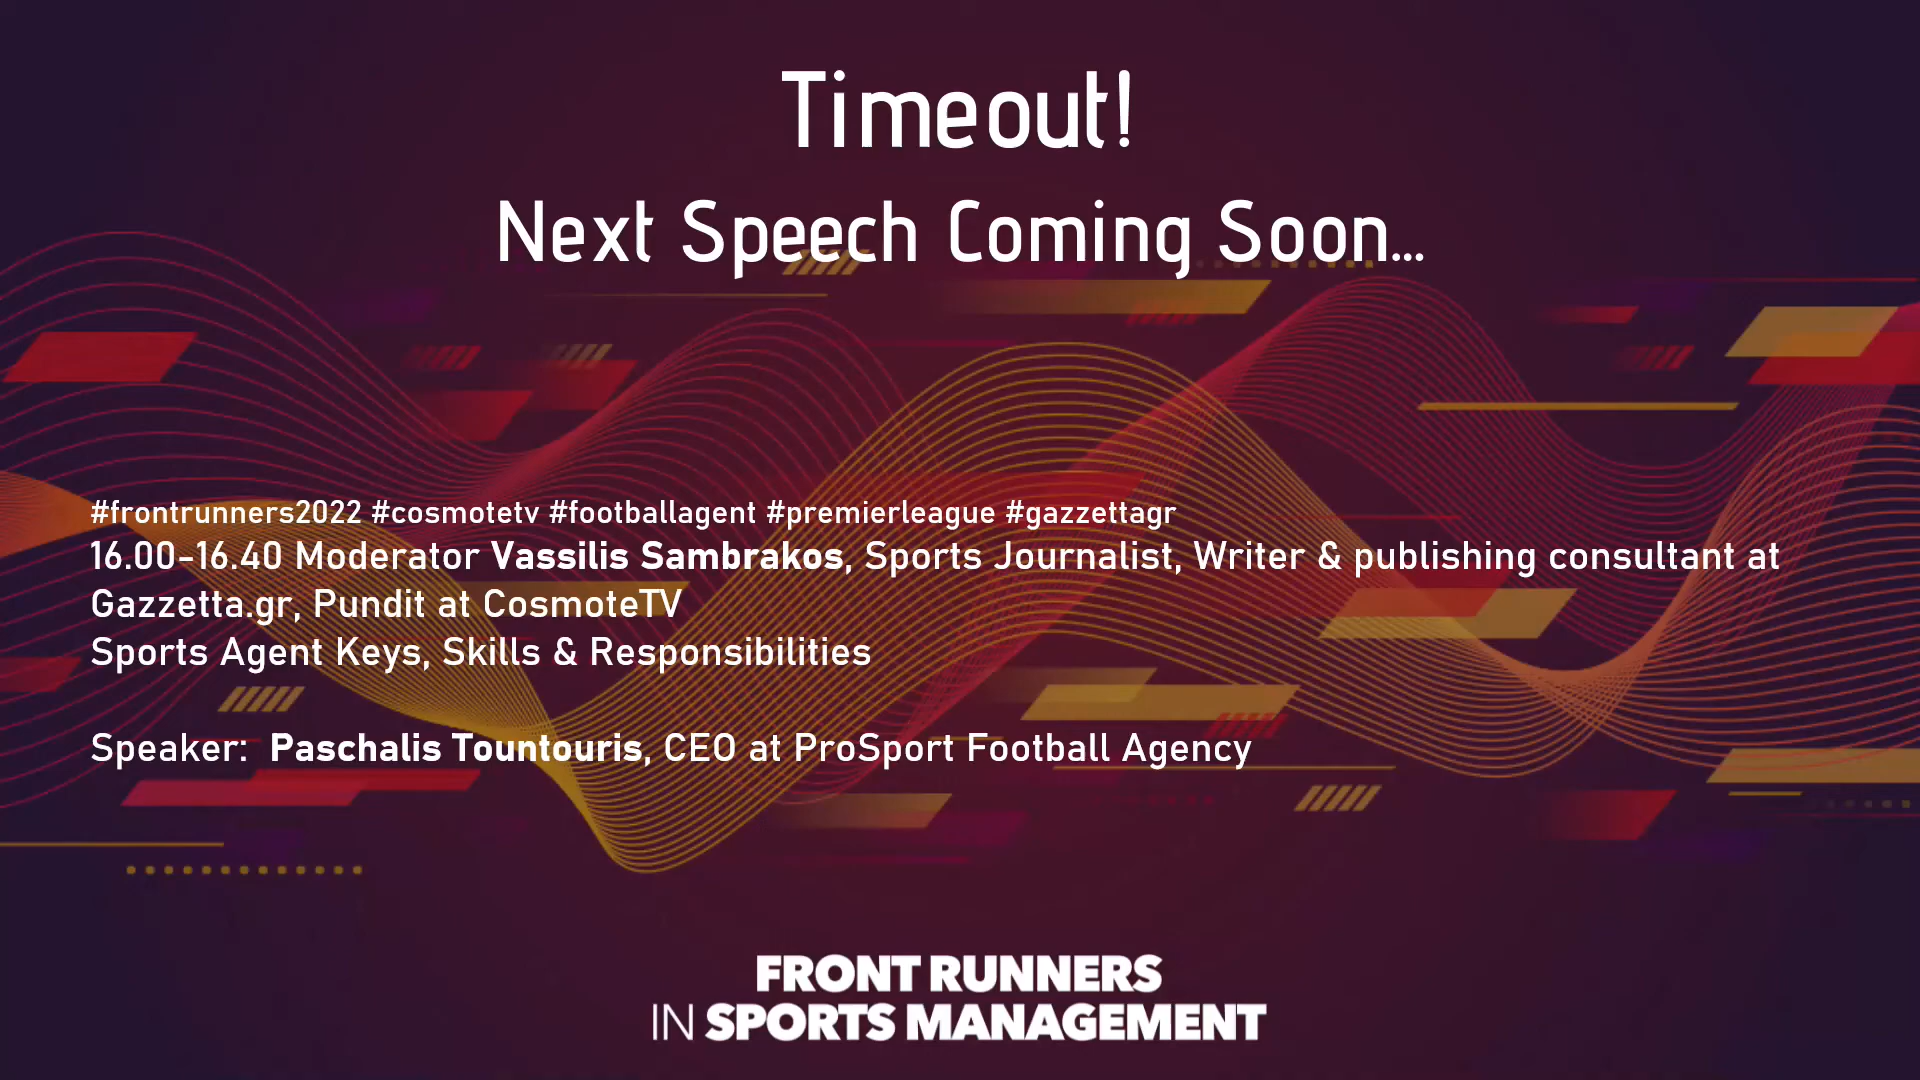 Timeout!
Next Speech Coming Soon...
#frontrunners2022 #cosmotetv #footballagent #premierleague #gazzettagr
16.00-16.40 Moderator Vassilis Sambrakos, Sports Journalist, Writer & publishing consultant at
Gazzetta.gr, Pundit at CosmoteTV
Sports Agent Keys, Skills & Responsibilities
Speaker:  Paschalis Tountouris, CEO at ProSport Football Agency
FRONT RUNNERS
IN SPORTS MANAGEMENT